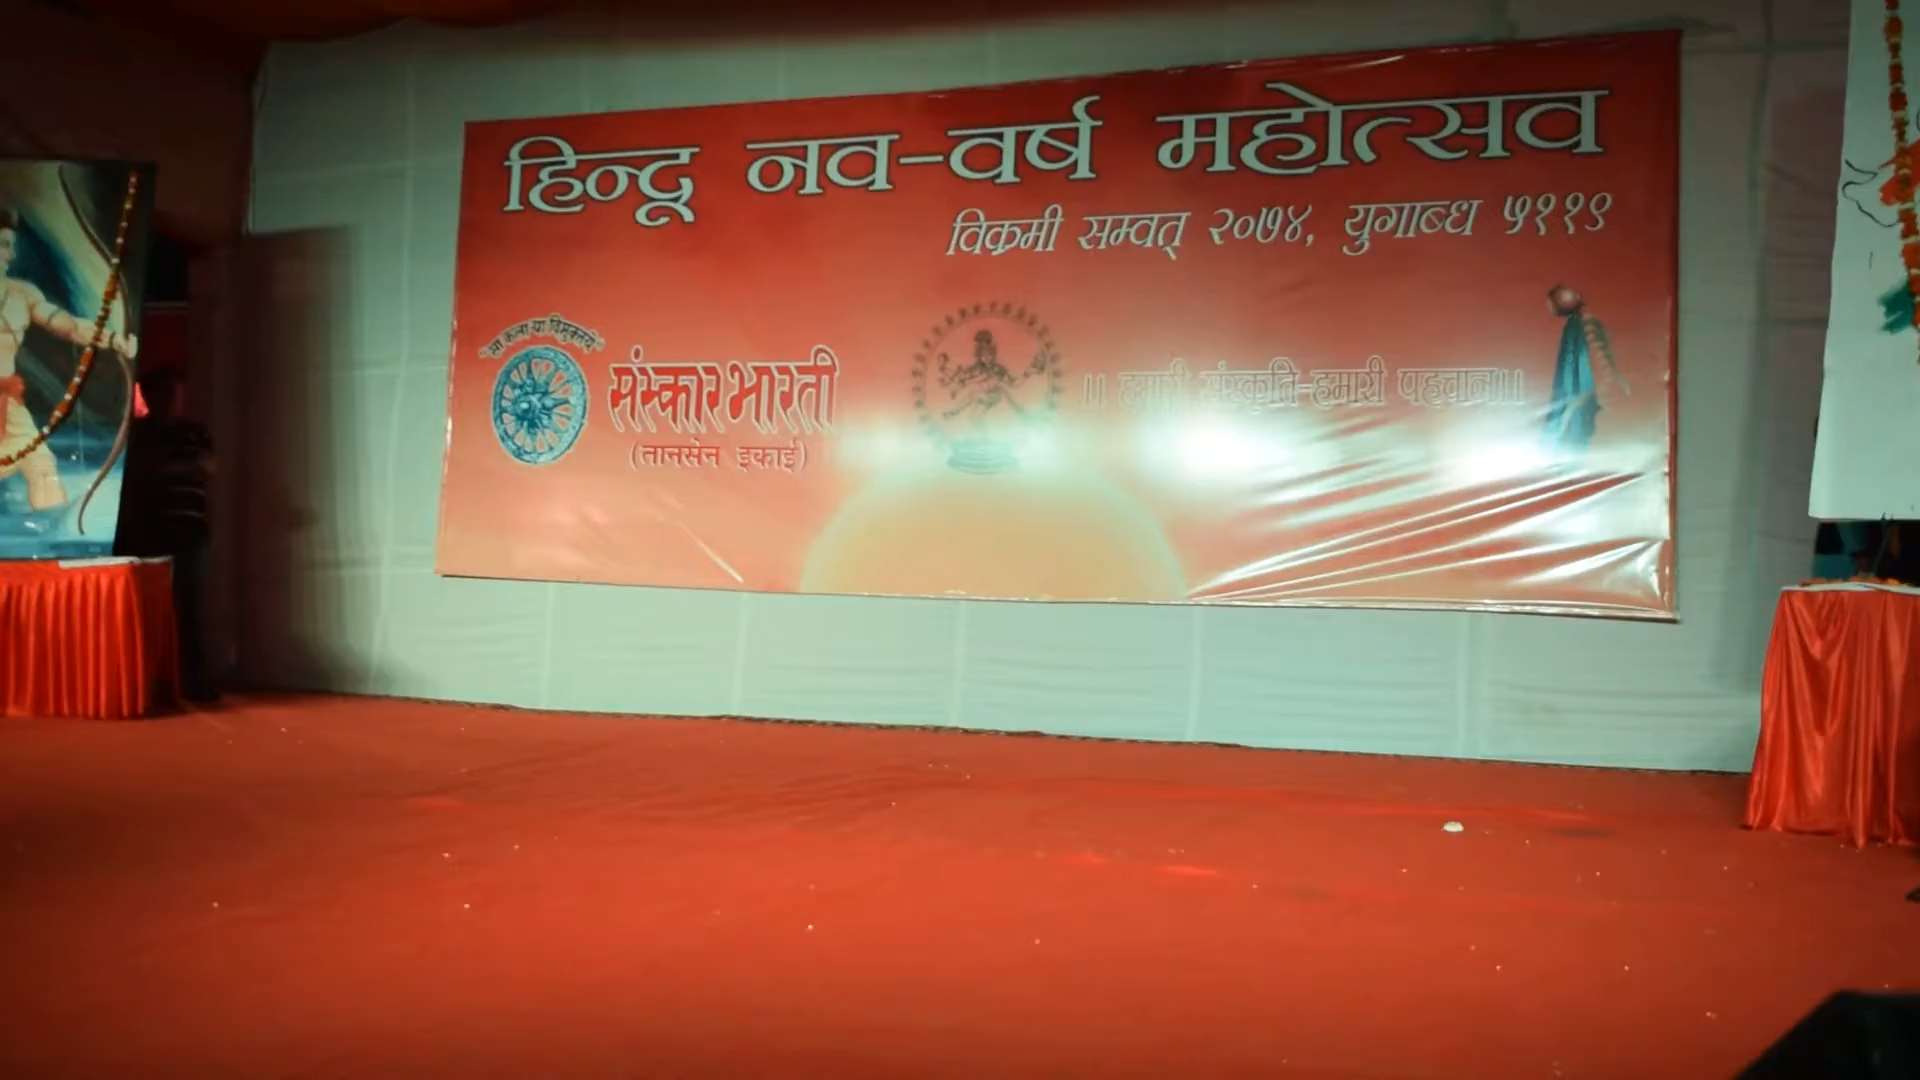 हिन्दू नव-वर्ष महोत्सव
विक्रमी सम्वत् २०७४, युगाब्ध ५११९
"सा कला या विमुक्तये"
संस्कार भारती
(तानसेन इकाई)
।। हमारी संस्कृति-हमारी पहचान।।